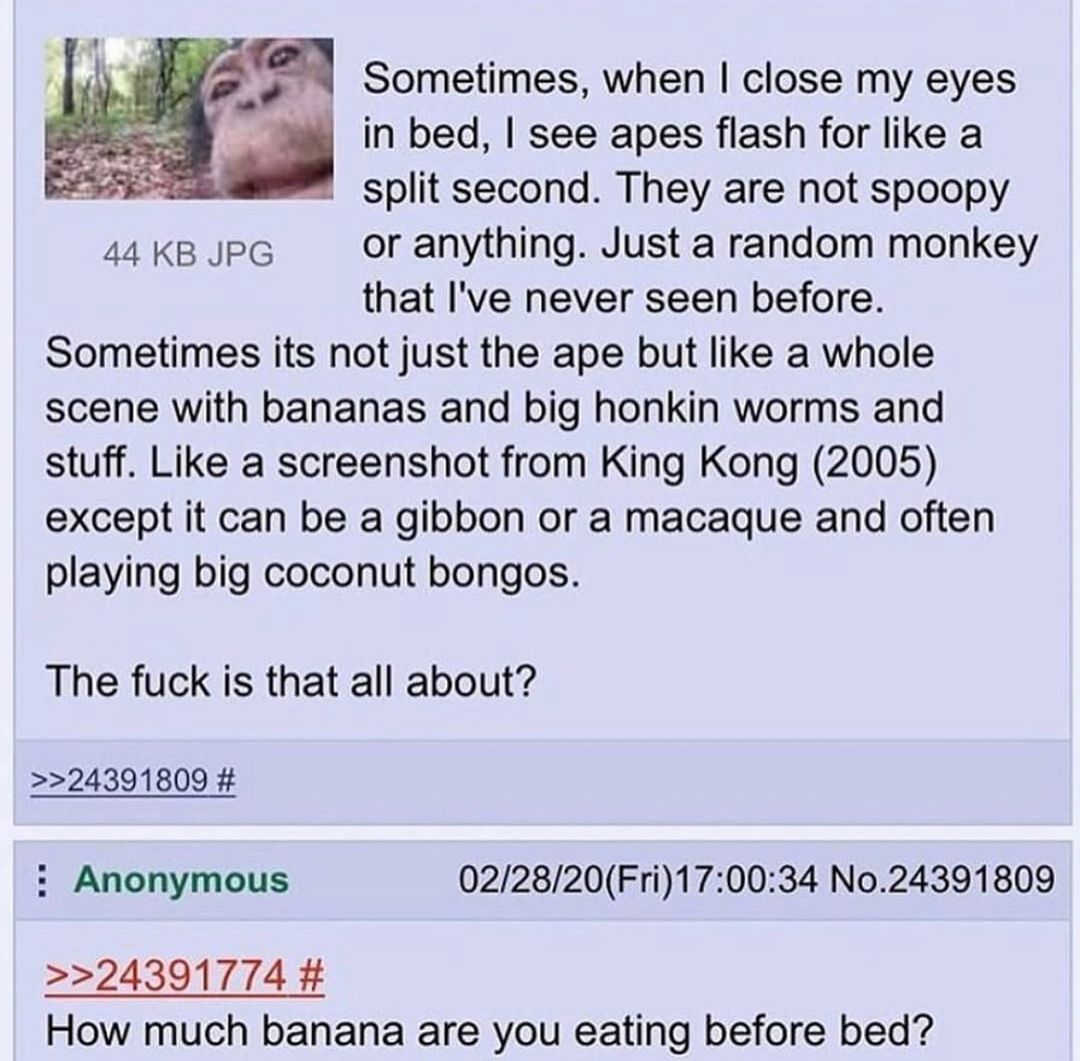 Sometimes, when I close my eyes
in bed, I see apes flash for like a
split second. They are not spoopy
or anything. Just a random monkey
that I've never seen before.
44 KB JPG
Sometimes its not just the ape but like a whole
scene with bananas and big honkin worms and
stuff. Like a screenshot from King Kong (2005)
except it can be a gibbon or a macaque and often
playing big coconut bongos.
The fuck is that all about?
>>24391809 #
Anonymous 02/28/20(Fri)17:00:34 No.24391809
>>24391774 #
How much banana are you eating before bed?